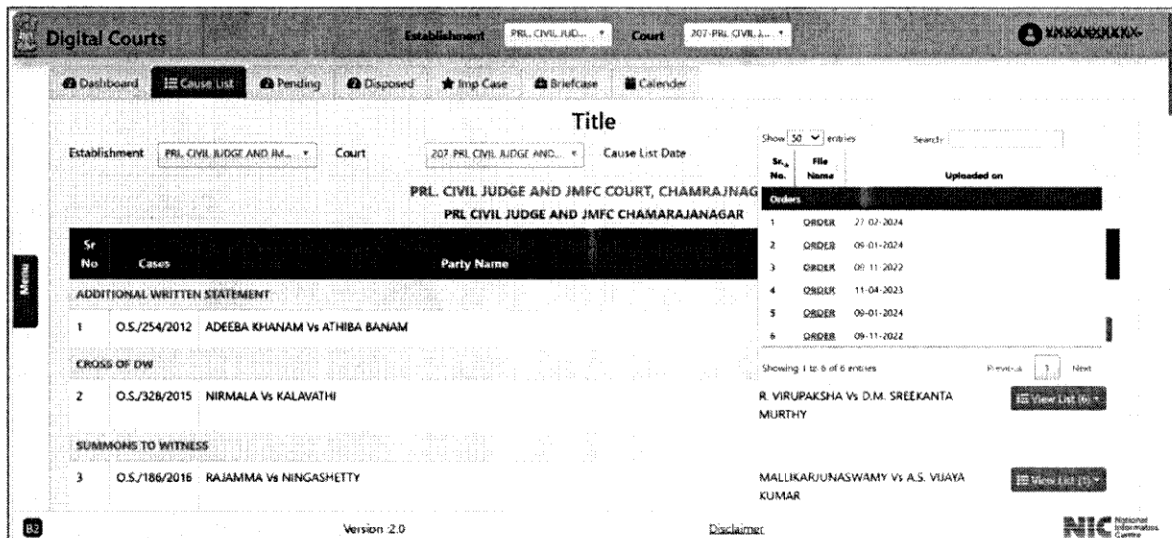 Digital Courts Establishment PRL. CIVIL JUD... Court 207-PRL CIVIL J...
Dashboard Cause List Pending Disposed Imp Case Briefcase Calender
Title
Establishment PRL. CIVIL JUDGE AND JM... Court 207-PRL CIVIL JUDGE AND... Cause List Date
PRL. CIVIL JUDGE AND JMFC COURT, CHAMRAJNAG
PRL CIVIL JUDGE AND JMFC CHAMARAJANAGAR
Show 50 entries Search:
Sr. No. File Name Uploaded on
Orders
1 ORDER 27-02-2024
2 ORDER 09-01-2024
3 ORDER 09-11-2022
4 ORDER 11-04-2023
5 ORDER 09-01-2024
6 ORDER 09-11-2022
Showing 1 to 6 of 6 entries Previous 1 Next
Menu
Sr No Cases Party Name
ADDITIONAL WRITTEN STATEMENT
1 O.S./254/2012 ADEEBA KHANAM Vs ATHIBA BANAM
CROSS OF DW
2 O.S./328/2015 NIRMALA Vs KALAVATHI R. VIRUPAKSHA Vs D.M. SREEKANTA
MURTHY View List (6)
SUMMONS TO WITNESS
3 O.S./186/2016 RAJAMMA Vs NINGASHETTY MALLIKARJUNASWAMY Vs A.S. VIJAYA
KUMAR View List (1)
B2 Version :2.0 Disclaimer NIC National Informatics Centre